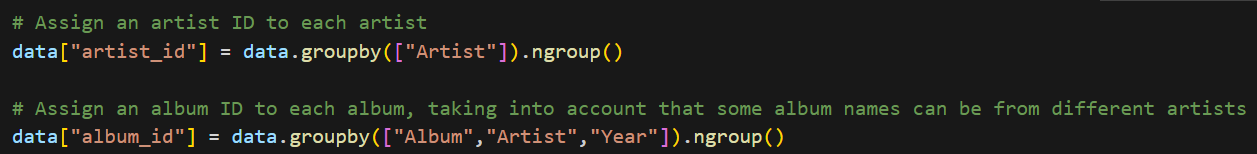 # Assign an artist ID to each artist
data["artist_id"] = data.groupby(["Artist"]).ngroup()
# Assign an album ID to each album, taking into account that some album names can be from different artists
data["album_id"] = data.groupby(["Album","Artist","Year"]).ngroup()